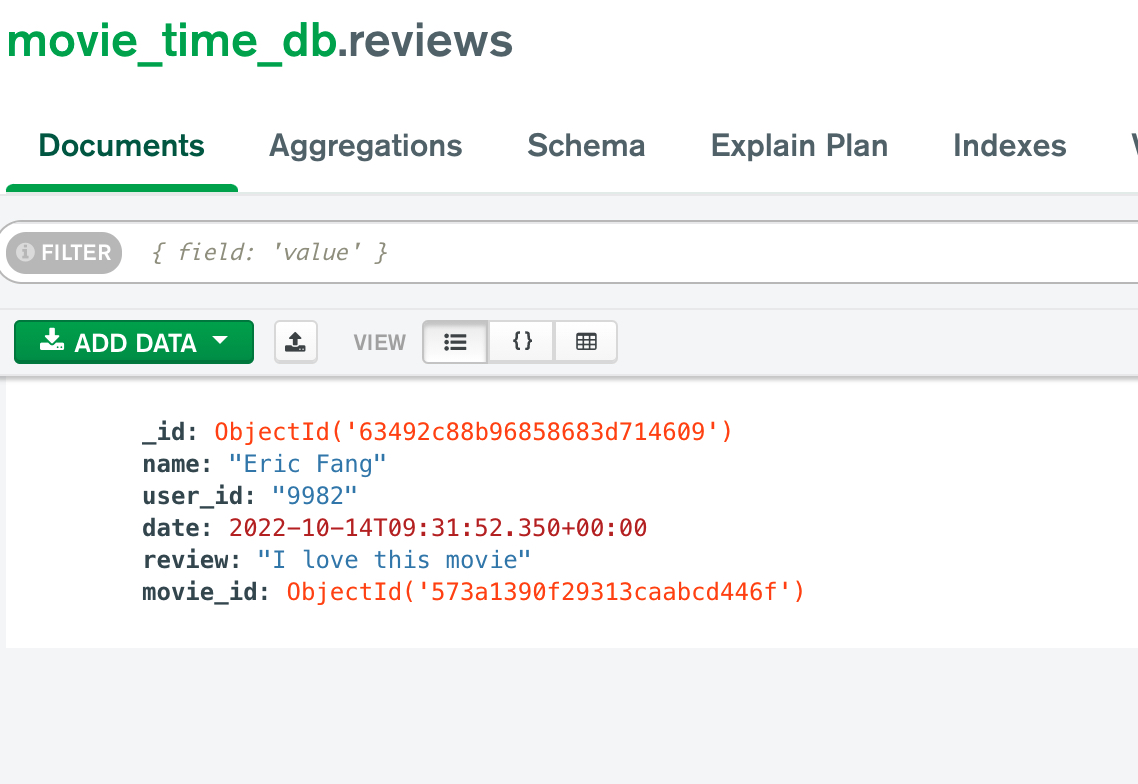 movie_time_db.reviews
Documents Aggregations Schema Explain Plan Indexes
FILTER { field: 'value' }
ADD DATA VIEW { }
_id: ObjectId('63492c88b96858683d714609')
name: "Eric Fang"
user_id: "9982"
date: 2022-10-14T09:31:52.350+00:00
review: "I love this movie"
movie_id: ObjectId('573a1390f29313caabcd446f')